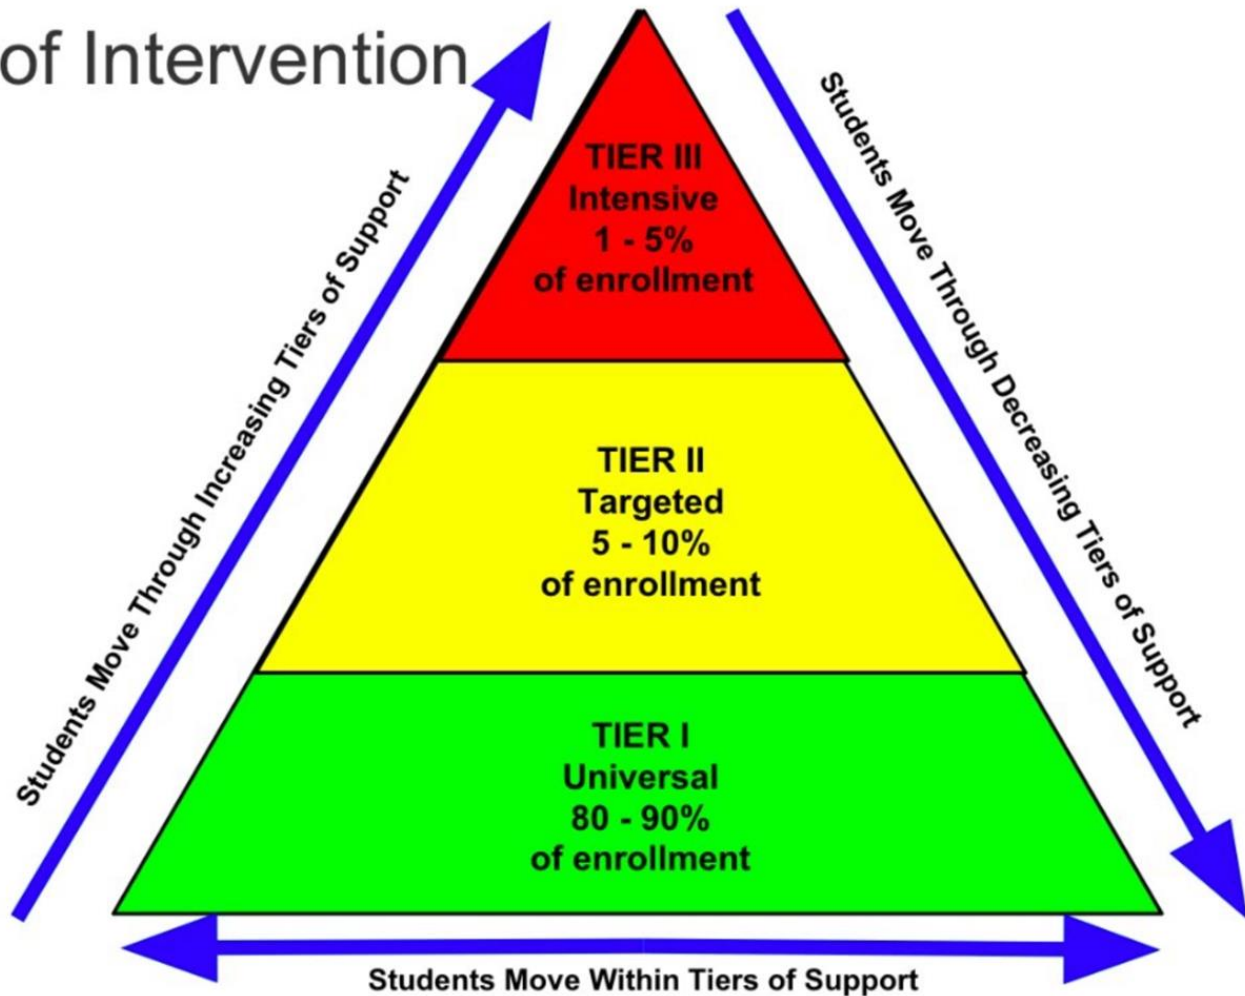 of Intervention
Students Move Through Increasing Tiers of Support
Students Move Through Decreasing Tiers of Support
TIER III
Intensive
1 - 5%
of enrollment
TIER II
Targeted
5 - 10%
of enrollment
TIER I
Universal
80 - 90%
of enrollment
Students Move Within Tiers of Support